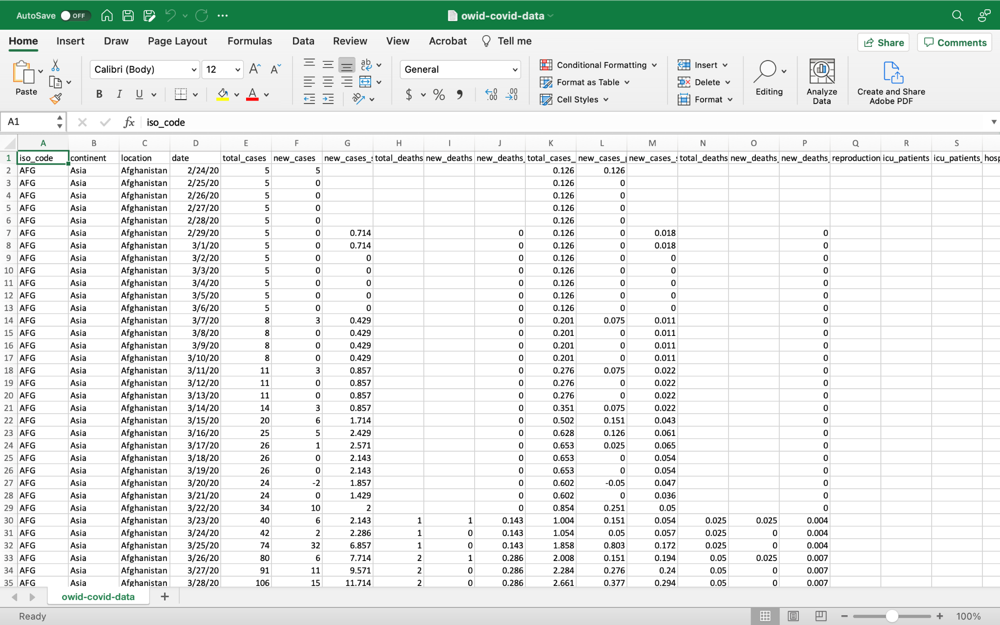 AutoSave OFF owid-covid-data
Home Insert Draw Page Layout Formulas Data Review View Acrobat Tell me Share Comments
Paste Calibri (Body) 12 A A ab General Conditional Formatting Insert Editing Analyze Data Create and Share Adobe PDF
Format as Table Delete
B I U A $ % .00 .0 Cell Styles Format
A1 fx iso_code
A B C D E F G H I J K L M N O P Q R S
1 iso_code continent location date total_cases new_cases new_cases_s total_deaths new_deaths new_deaths_ total_cases_ new_cases_p new_cases_s total_deaths new_deaths_ new_deaths_ reproduction icu_patients icu_patients_ hosp
2 AFG Asia Afghanistan 2/24/20 5 5 0.126 0.126
3 AFG Asia Afghanistan 2/25/20 5 0 0.126 0
4 AFG Asia Afghanistan 2/26/20 5 0 0.126 0
5 AFG Asia Afghanistan 2/27/20 5 0 0.126 0
6 AFG Asia Afghanistan 2/28/20 5 0 0.126 0
7 AFG Asia Afghanistan 2/29/20 5 0 0.714 0 0.126 0 0.018 0
8 AFG Asia Afghanistan 3/1/20 5 0 0.714 0 0.126 0 0.018 0
9 AFG Asia Afghanistan 3/2/20 5 0 0 0 0.126 0 0 0
10 AFG Asia Afghanistan 3/3/20 5 0 0 0 0.126 0 0 0
11 AFG Asia Afghanistan 3/4/20 5 0 0 0 0.126 0 0 0
12 AFG Asia Afghanistan 3/5/20 5 0 0 0 0.126 0 0 0
13 AFG Asia Afghanistan 3/6/20 5 0 0 0 0.126 0 0 0
14 AFG Asia Afghanistan 3/7/20 8 3 0.429 0 0.201 0.075 0.011 0
15 AFG Asia Afghanistan 3/8/20 8 0 0.429 0 0.201 0 0.011 0
16 AFG Asia Afghanistan 3/9/20 8 0 0.429 0 0.201 0 0.011 0
17 AFG Asia Afghanistan 3/10/20 8 0 0.429 0 0.201 0 0.011 0
18 AFG Asia Afghanistan 3/11/20 11 3 0.857 0 0.276 0.075 0.022 0
19 AFG Asia Afghanistan 3/12/20 11 0 0.857 0 0.276 0 0.022 0
20 AFG Asia Afghanistan 3/13/20 11 0 0.857 0 0.276 0 0.022 0
21 AFG Asia Afghanistan 3/14/20 14 3 0.857 0 0.351 0.075 0.022 0
22 AFG Asia Afghanistan 3/15/20 20 6 1.714 0 0.502 0.151 0.043 0
23 AFG Asia Afghanistan 3/16/20 25 5 2.429 0 0.628 0.126 0.061 0
24 AFG Asia Afghanistan 3/17/20 26 1 2.571 0 0.653 0.025 0.065 0
25 AFG Asia Afghanistan 3/18/20 26 0 2.143 0 0.653 0 0.054 0
26 AFG Asia Afghanistan 3/19/20 26 0 2.143 0 0.653 0 0.054 0
27 AFG Asia Afghanistan 3/20/20 24 -2 1.857 0 0.602 -0.05 0.047 0
28 AFG Asia Afghanistan 3/21/20 24 0 1.429 0 0.602 0 0.036 0
29 AFG Asia Afghanistan 3/22/20 34 10 2 0 0.854 0.251 0.05 0
30 AFG Asia Afghanistan 3/23/20 40 6 2.143 1 1 0.143 1.004 0.151 0.054 0.025 0.025 0.004
31 AFG Asia Afghanistan 3/24/20 42 2 2.286 1 0 0.143 1.054 0.05 0.057 0.025 0 0.004
32 AFG Asia Afghanistan 3/25/20 74 32 6.857 1 0 0.143 1.858 0.803 0.172 0.025 0 0.004
33 AFG Asia Afghanistan 3/26/20 80 6 7.714 2 1 0.286 2.008 0.151 0.194 0.05 0.025 0.007
34 AFG Asia Afghanistan 3/27/20 91 11 9.571 2 0 0.286 2.284 0.276 0.24 0.05 0 0.007
35 AFG Asia Afghanistan 3/28/20 106 15 11.714 2 0 0.286 2.661 0.377 0.294 0.05 0 0.007
owid-covid-data +
Ready 100%